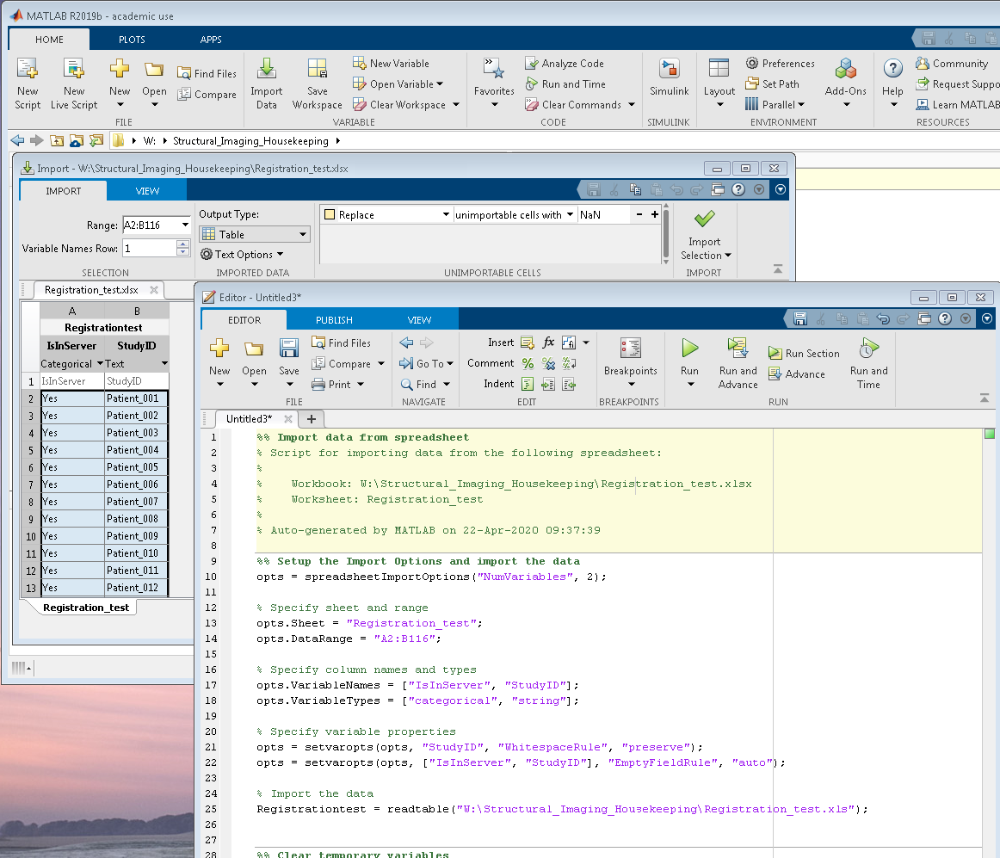 MATLAB R2019b - academic use
HOME PLOTS APPS
New Script
New Live Script
New
Open
Find Files
Compare
FILE
Import Data
Save Workspace
New Variable
Open Variable
Clear Workspace
VARIABLE
Favorites
Analyze Code
Run and Time
Clear Commands
CODE
Simulink
SIMULINK
Layout
Preferences
Set Path
Parallel
Add-Ons
ENVIRONMENT
Help
Community
Request Suppo
Learn MATLAB
RESOURCES
W: Structural_Imaging_Housekeeping
Import - W:\Structural_Imaging_Housekeeping\Registration_test.xlsx
IMPORT VIEW
Range: A2:B116
Variable Names Row: 1
SELECTION
Output Type:
Table
Text Options
IMPORTED DATA
Replace unimportable cells with NaN - +
UNIMPORTABLE CELLS
Import Selection
IMPORT
Registration_test.xlsx
A B
Registrationtest
IsInServer StudyID
Categorical Text
1 IsInServer StudyID
2 Yes Patient_001
3 Yes Patient_002
4 Yes Patient_003
5 Yes Patient_004
6 Yes Patient_005
7 Yes Patient_006
8 Yes Patient_007
9 Yes Patient_008
10 Yes Patient_009
11 Yes Patient_010
12 Yes Patient_011
13 Yes Patient_012
Registration_test
Editor - Untitled3*
EDITOR PUBLISH VIEW
New
Open
Save
Find Files
Compare
Print
FILE
Go To
Find
NAVIGATE
Insert fx
Comment
Indent
EDIT
Breakpoints
BREAKPOINTS
Run
Run and Advance
Run Section
Advance
Run and Time
RUN
Untitled3* +
1 %% Import data from spreadsheet
2 % Script for importing data from the following spreadsheet:
3 %
4 %    Workbook: W:\Structural_Imaging_Housekeeping\Registration_test.xlsx
5 %    Worksheet: Registration_test
6 %
7 % Auto-generated by MATLAB on 22-Apr-2020 09:37:39
8
9 %% Setup the Import Options and import the data
10 opts = spreadsheetImportOptions("NumVariables", 2);
11
12 % Specify sheet and range
13 opts.Sheet = "Registration_test";
14 opts.DataRange = "A2:B116";
15
16 % Specify column names and types
17 opts.VariableNames = ["IsInServer", "StudyID"];
18 opts.VariableTypes = ["categorical", "string"];
19
20 % Specify variable properties
21 opts = setvaropts(opts, "StudyID", "WhitespaceRule", "preserve");
22 opts = setvaropts(opts, ["IsInServer", "StudyID"], "EmptyFieldRule", "auto");
23
24 % Import the data
25 Registrationtest = readtable("W:\Structural_Imaging_Housekeeping\Registration_test.xls");
26
27
28 %% Clear temporary variables